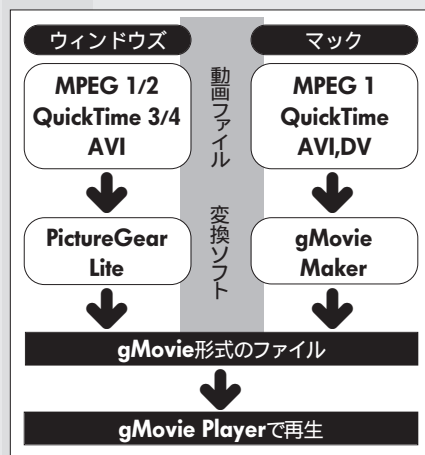 ウィンドウズ
MPEG 1/2
QuickTime 3/4
AVI
動画ファイル
マック
MPEG 1
QuickTime
AVI,DV
PictureGear
Lite
変換ソフト
gMovie
Maker
gMovie形式のファイル
gMovie Playerで再生